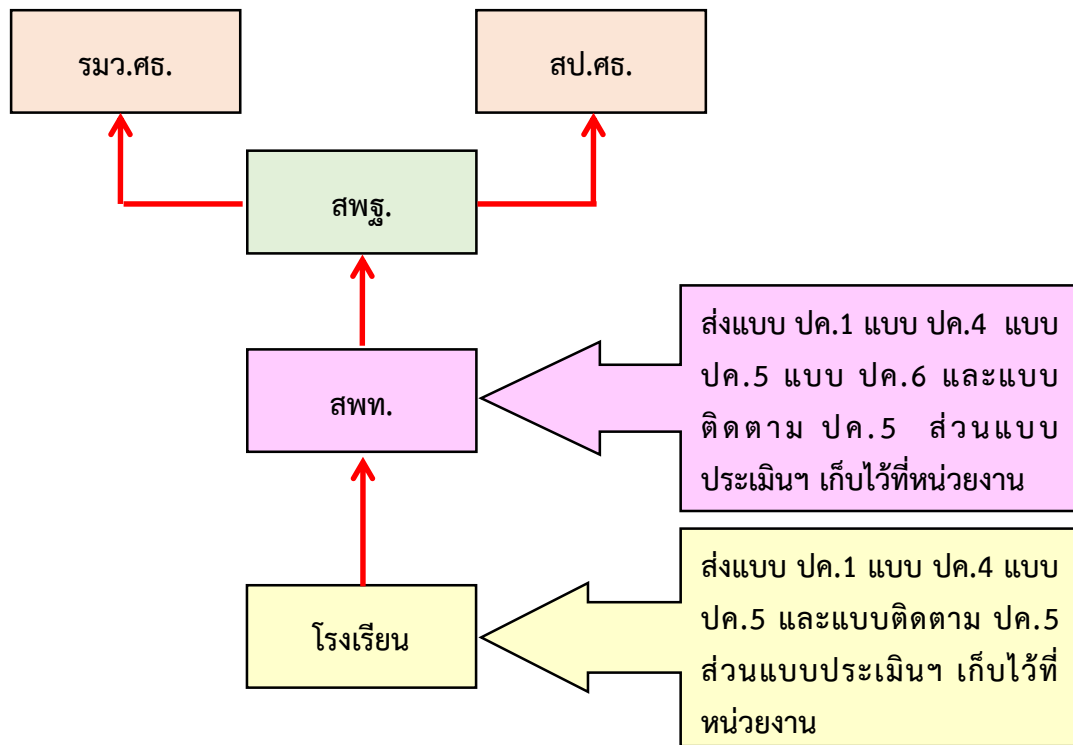 รมว.ศธ.
สป.ศธ.
สพฐ.
สพท.
ส่งแบบ ปค.1 แบบ ปค.4 แบบ
ปค.5 แบบ ปค.6 และแบบ
ติดตาม ปค.5 ส่วนแบบ
ประเมินฯ เก็บไว้ที่หน่วยงาน
โรงเรียน
ส่งแบบ ปค.1 แบบ ปค.4 แบบ
ปค.5 และแบบติดตาม ปค.5
ส่วนแบบประเมินฯ เก็บไว้ที่
หน่วยงาน